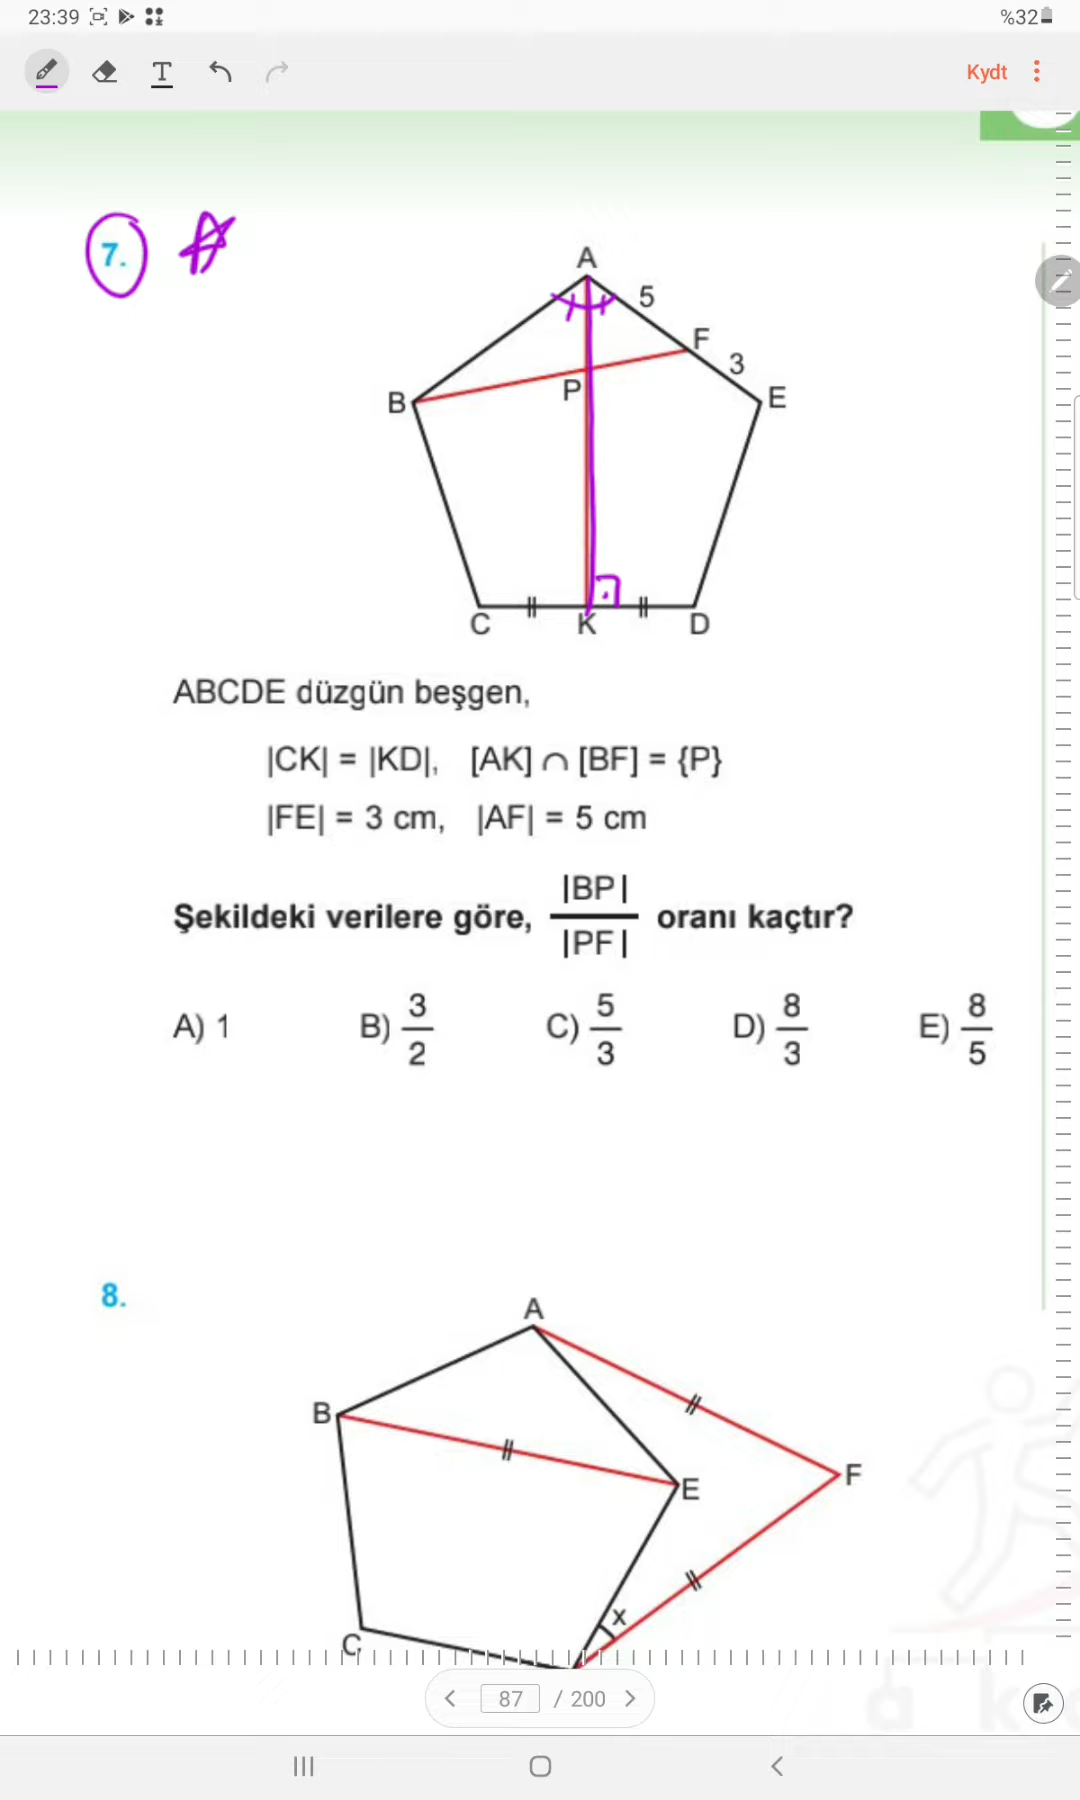 23:39
%32
T
Kydt
7.
A
5
F
3
P
B
E
C
K
D
ABCDE düzgün beşgen,
|CK| = |KD|, [AK] ∩ [BF] = {P}
|FE| = 3 cm, |AF| = 5 cm
Şekildeki verilere göre, |BP| / |PF| oranı kaçtır?
A) 1 B) 3/2 C) 5/3 D) 8/3 E) 8/5
8.
A
B
F
E
x
C
87 / 200
a k